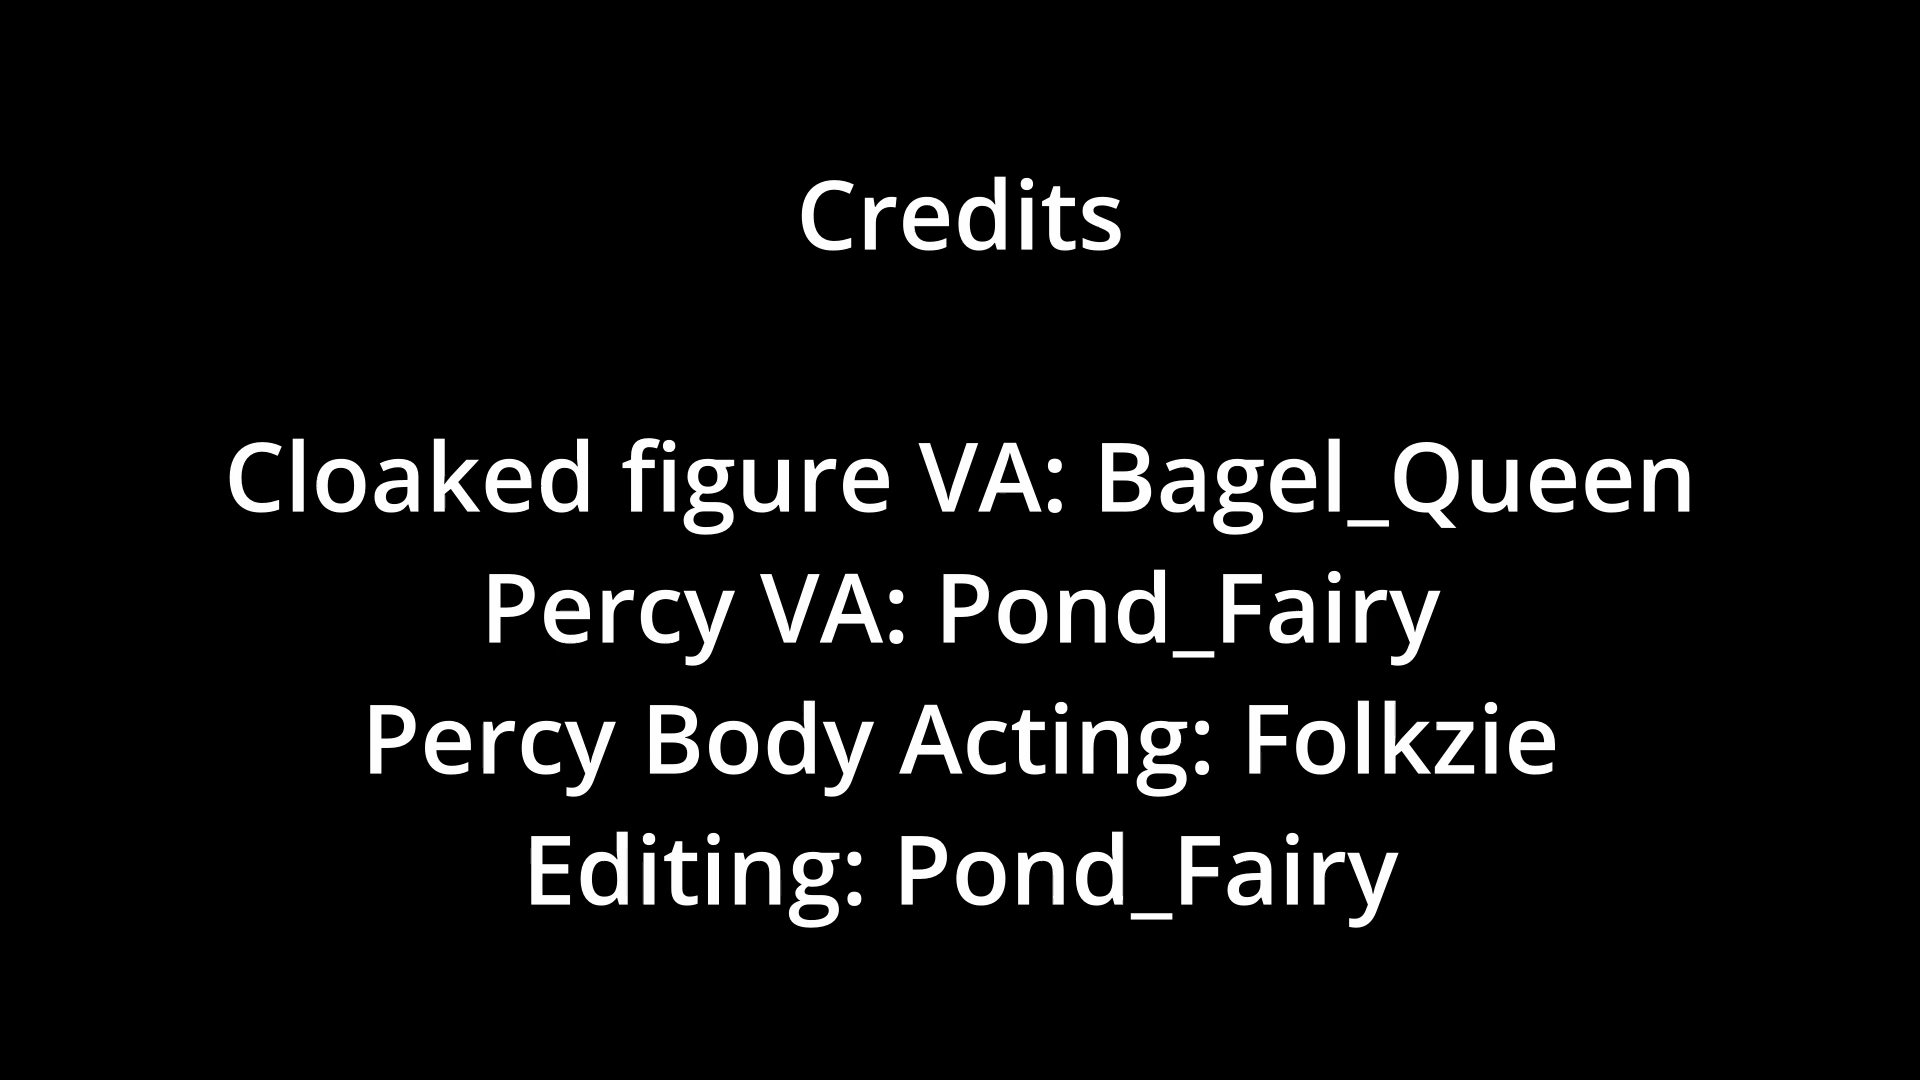 Credits
Cloaked figure VA: Bagel_Queen
Percy VA: Pond_Fairy
Percy Body Acting: Folkzie
Editing: Pond_Fairy